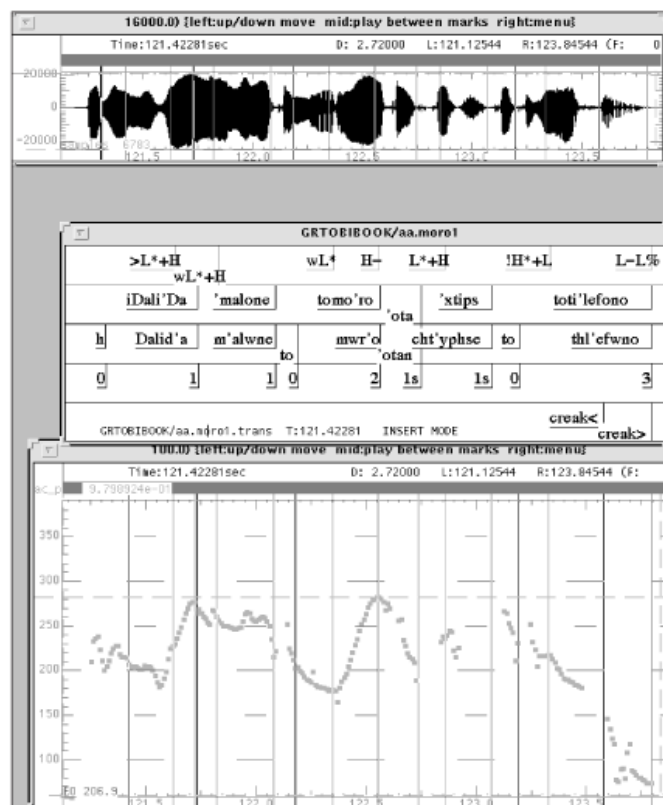 16000.0) {left:up/down move mid:play between marks right:menu}
Time:121.42281sec D: 2.72000 L:121.12544 R:123.84544 (F: 0
20000
0
-20000
6783
121.5 122.0 122.5 123.0 123.5
GRTOBIBOOK/aa.moro1
>L*+H wL* H- L*+H !H*+L L-L%
wL*+H
iDali'Da 'malone tomo'ro 'xtips toti'lefono
'ota
h Dalid'a m'alwne mwr'o cht'yphse to thl'efwno
to 'otan
0 1 1 0 2 1s 1s 0 3
creak<
GRTOBIBOOK/aa.moro1.trans T:121.42281 INSERT MODE creak>
100.0) {left:up/down move mid:play between marks right:menu}
Time:121.42281sec D: 2.72000 L:121.12544 R:123.84544 (F:
ac_p 9.790924e-01
350
300
250
200
150
100
F0 206.9
121.5 122.0 122.5 123.0